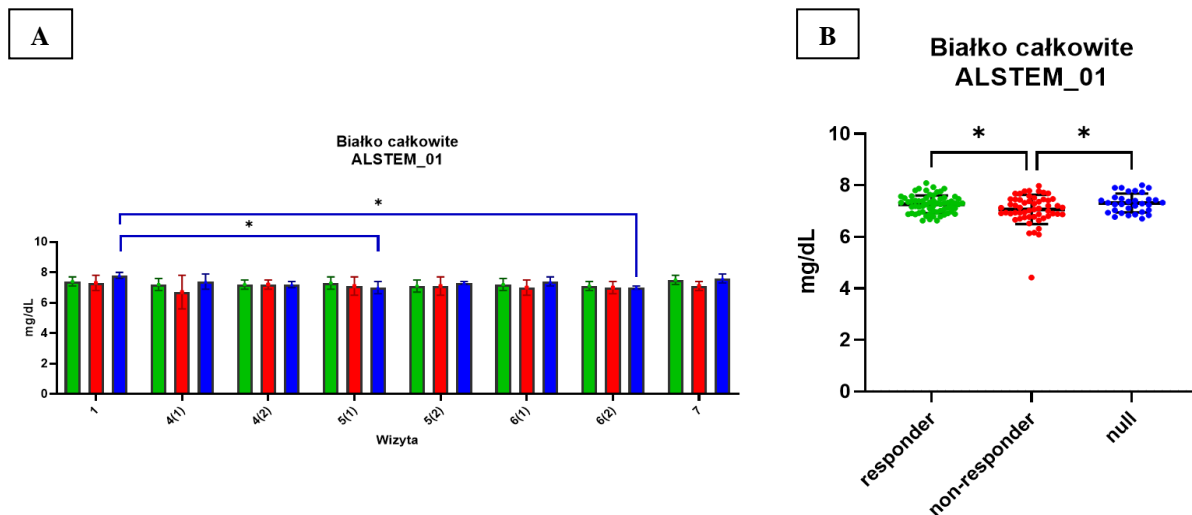 A
Białko całkowite
ALSTEM_01
*
*
10
8
6
4
2
0
mg/dL
1
4(1)
4(2)
5(1)
5(2)
6(1)
6(2)
7
Wizyta
B
Białko całkowite
ALSTEM_01
*
*
10
8
6
4
2
0
mg/dL
responder
non-responder
null